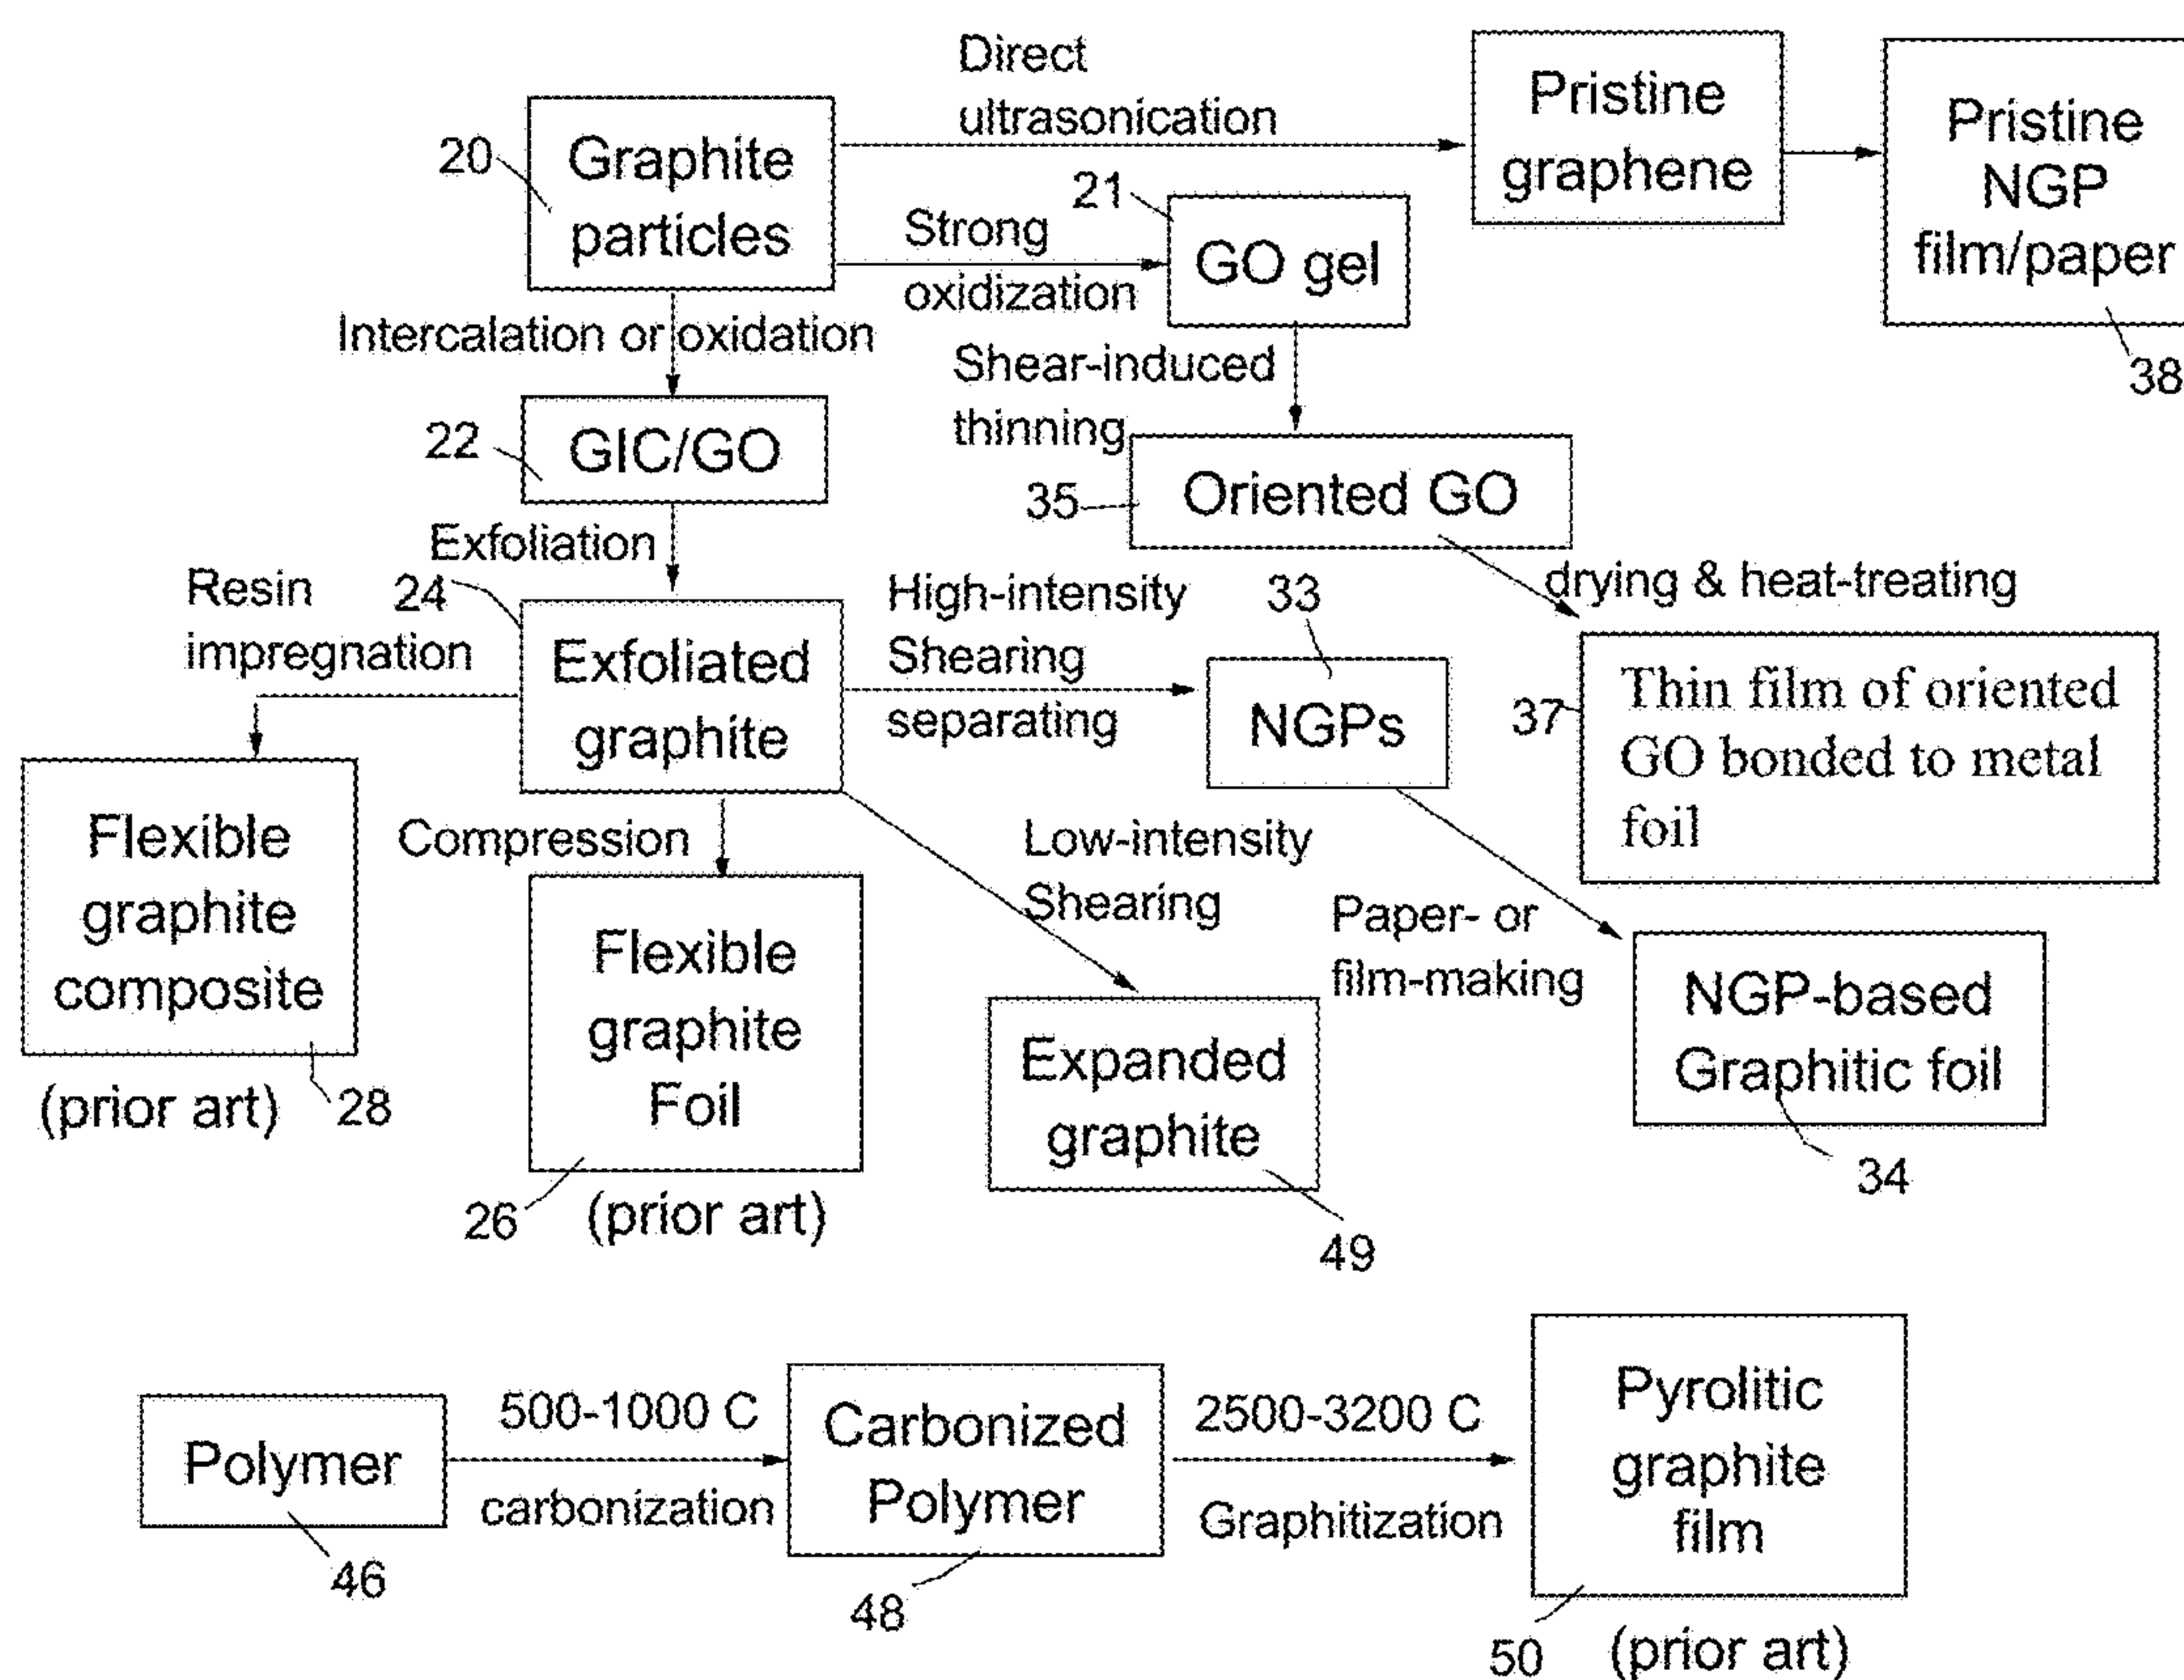 Direct
ultrasonication
Pristine
graphene
Pristine
NGP
film/paper
38
20
Graphite
particles
21
Strong
oxidization
GO gel
Intercalation or oxidation
Shear-induced
thinning
22
GIC/GO
35
Oriented GO
Exfoliation
drying & heat-treating
Resin
impregnation
24
Exfoliated
graphite
High-intensity
Shearing
separating
33
NGPs
37
Thin film of oriented
GO bonded to metal
foil
Flexible
graphite
composite
(prior art)
28
Compression
Flexible
graphite
Foil
26
(prior art)
Low-intensity
Shearing
Expanded
graphite
49
Paper- or
film-making
NGP-based
Graphitic foil
34
Polymer
46
500-1000 C
carbonization
Carbonized
Polymer
48
2500-3200 C
Graphitization
Pyrolitic
graphite
film
50
(prior art)